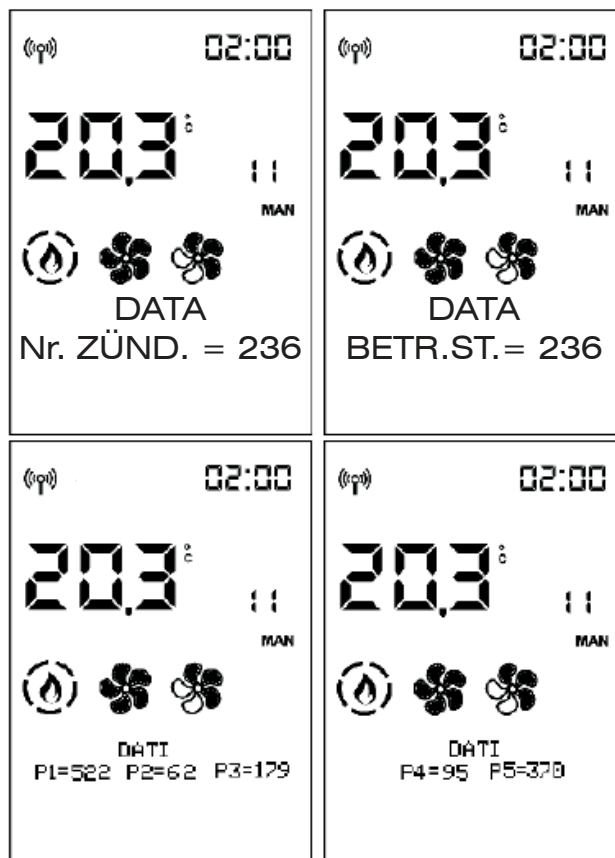 02:00
20,3 °C
11
MAN
DATA
Nr. ZÜND. = 236
02:00
20,3 °C
11
MAN
DATA
BETR.ST.= 236
02:00
20,3 °C
11
MAN
DATI
P1=522 P2=62 P3=179
02:00
20,3 °C
11
MAN
DATI
P4=95 P5=370